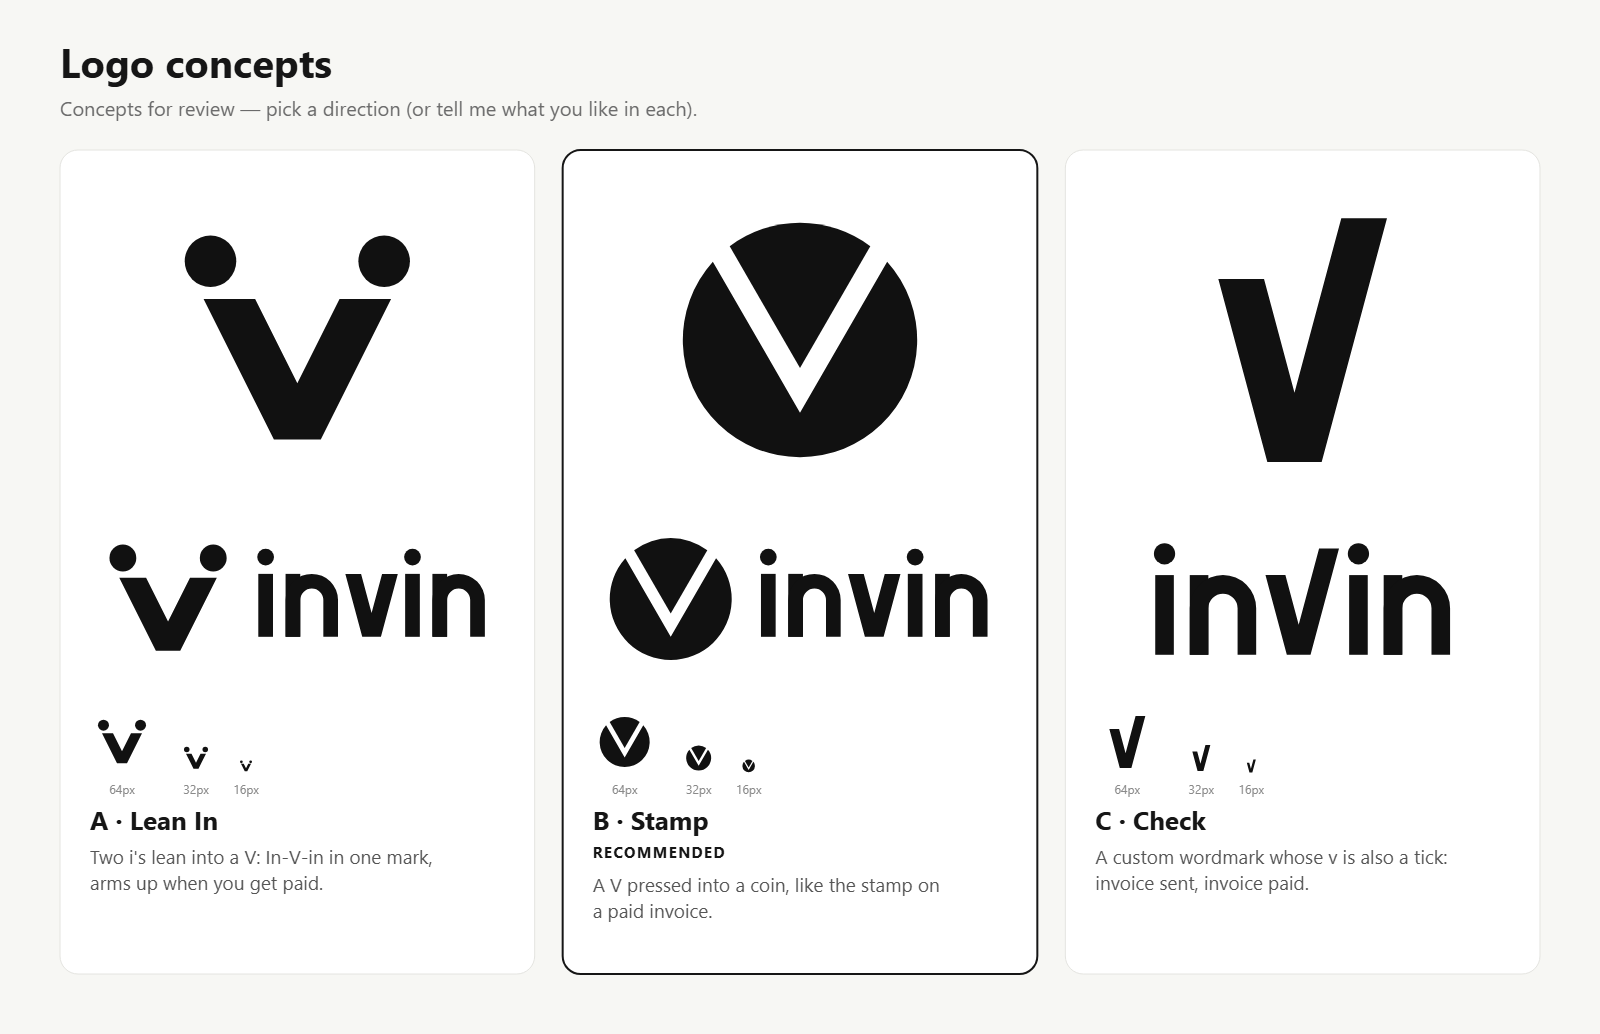 Logo concepts
Concepts for review — pick a direction (or tell me what you like in each).
invin
64px 32px 16px
A · Lean In
Two i's lean into a V: In-V-in in one mark,
arms up when you get paid.
invin
64px 32px 16px
B · Stamp
RECOMMENDED
A V pressed into a coin, like the stamp on
a paid invoice.
invin
64px 32px 16px
C · Check
A custom wordmark whose v is also a tick:
invoice sent, invoice paid.